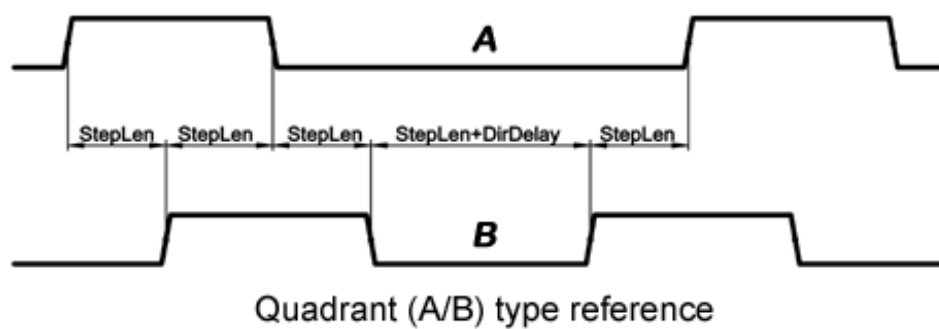 A
StepLen StepLen StepLen StepLen+DirDelay StepLen
B
Quadrant (A/B) type reference